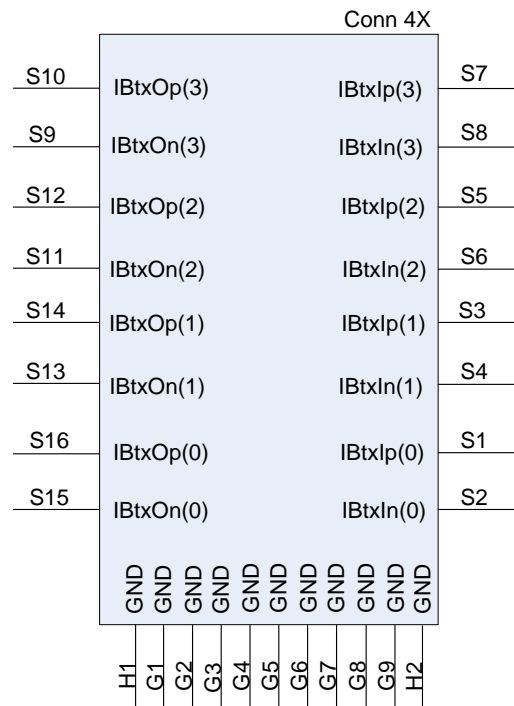 Conn 4X
S10 IBtxOp(3) IBtxIp(3) S7
S9 IBtxOn(3) IBtxIn(3) S8
S12 IBtxOp(2) IBtxIp(2) S5
S11 IBtxOn(2) IBtxIn(2) S6
S14 IBtxOp(1) IBtxIp(1) S3
S13 IBtxOn(1) IBtxIn(1) S4
S16 IBtxOp(0) IBtxIp(0) S1
S15 IBtxOn(0) IBtxIn(0) S2
GND GND GND GND GND GND GND GND GND GND GND
H1 G1 G2 G3 G4 G5 G6 G7 G8 G9 H2